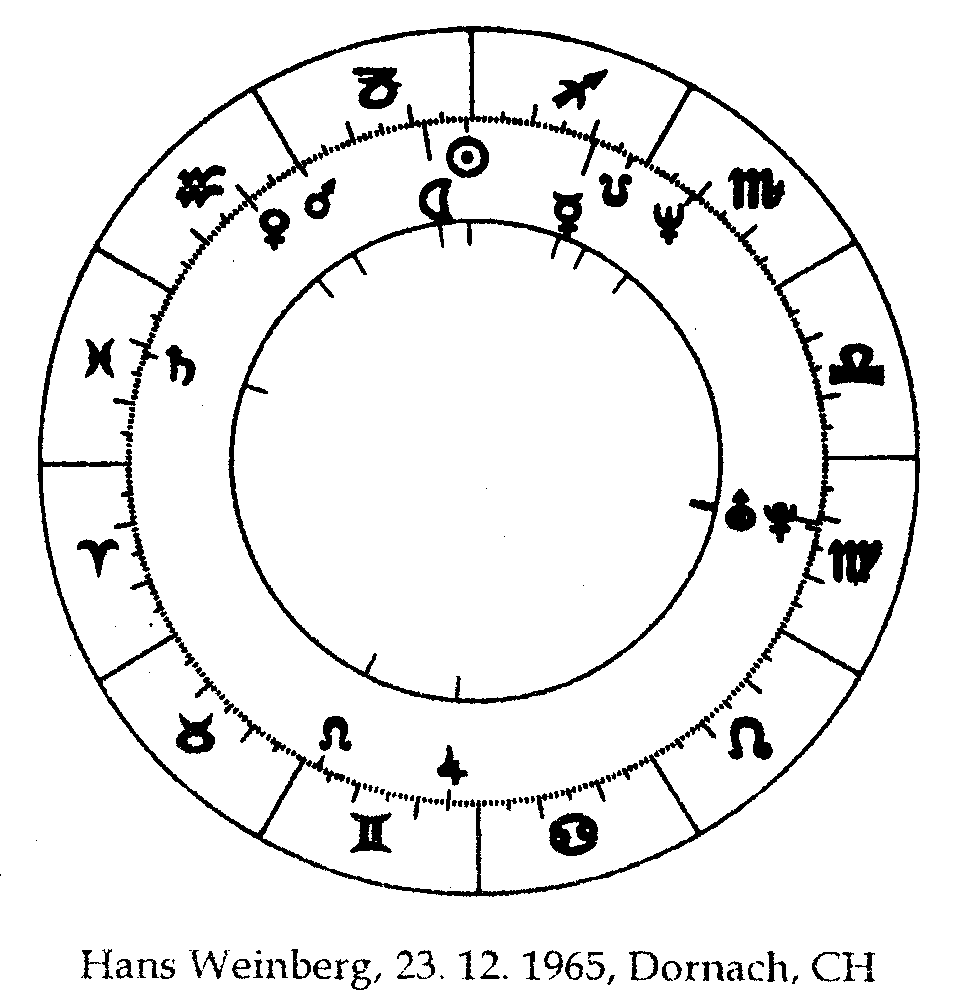 Hans Weinberg, 23. 12. 1965, Dornach, CH